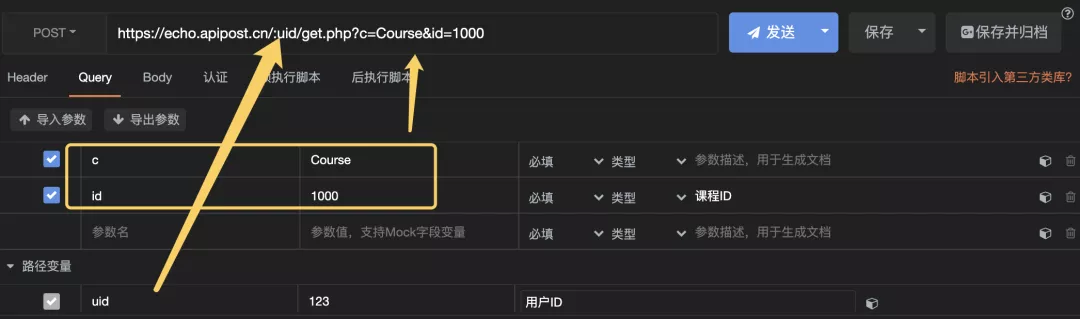 POST https://echo.apipost.cn/:uid/get.php?c=Course&id=1000 发送 保存 保存并归档
Header Query Body 认证 执行脚本 后执行脚本 脚本引入第三方类库?
导入参数 导出参数
c Course 必填 类型 参数描述，用于生成文档
id 1000 必填 类型 课程ID
参数名 参数值，支持Mock字段变量 必填 类型 参数描述，用于生成文档
路径变量
uid 123 用户ID